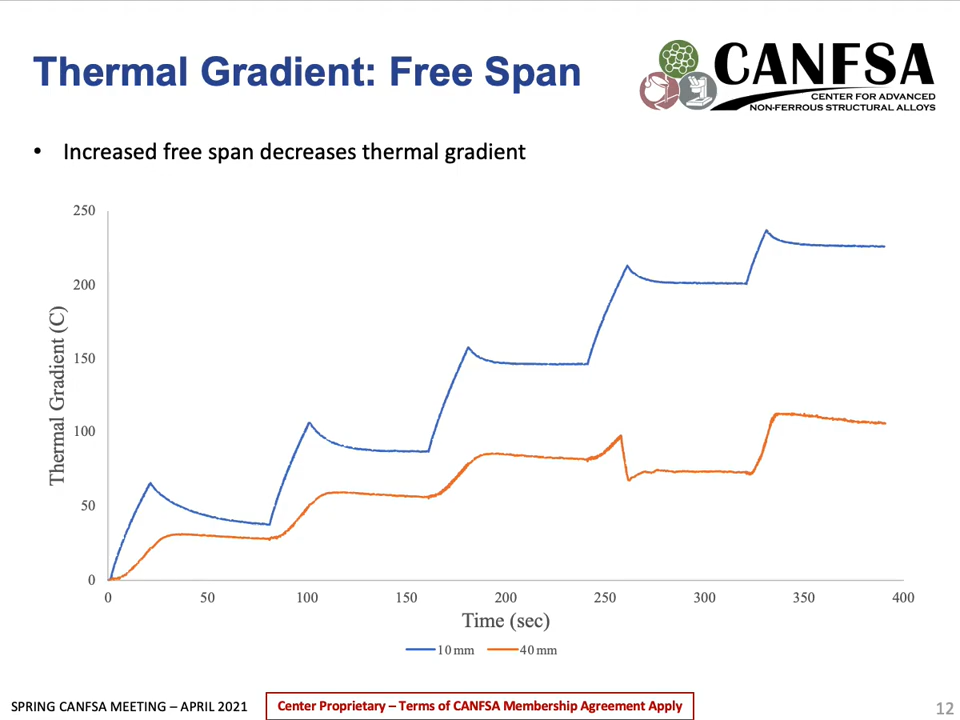 Thermal Gradient: Free Span
CANFSA
CENTER FOR ADVANCED
NON-FERROUS STRUCTURAL ALLOYS
• Increased free span decreases thermal gradient
250
200
150
100
50
0
Thermal Gradient (C)
0 50 100 150 200 250 300 350 400
Time (sec)
10 mm 40 mm
SPRING CANFSA MEETING – APRIL 2021
Center Proprietary – Terms of CANFSA Membership Agreement Apply
12